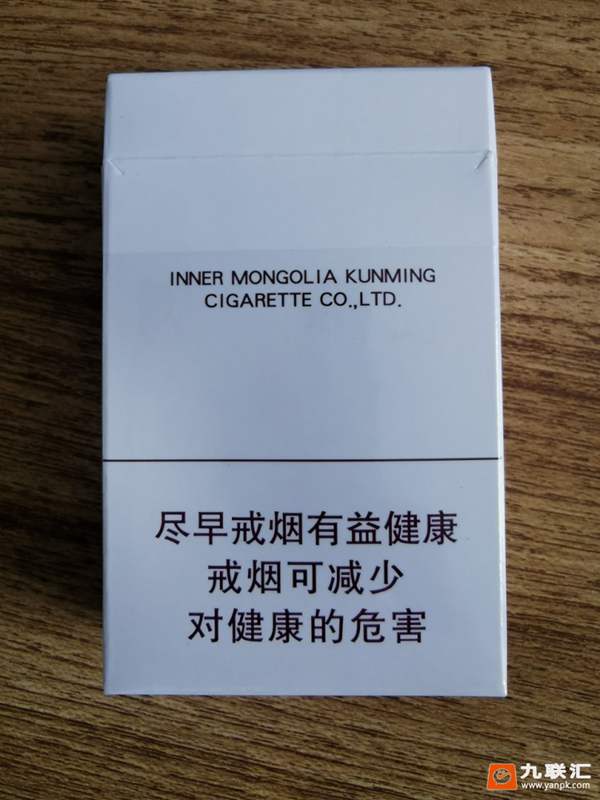 INNER MONGOLIA KUNMING
CIGARETTE CO.,LTD.
尽早戒烟有益健康
戒烟可减少
对健康的危害
九联汇
www.yanpk.com